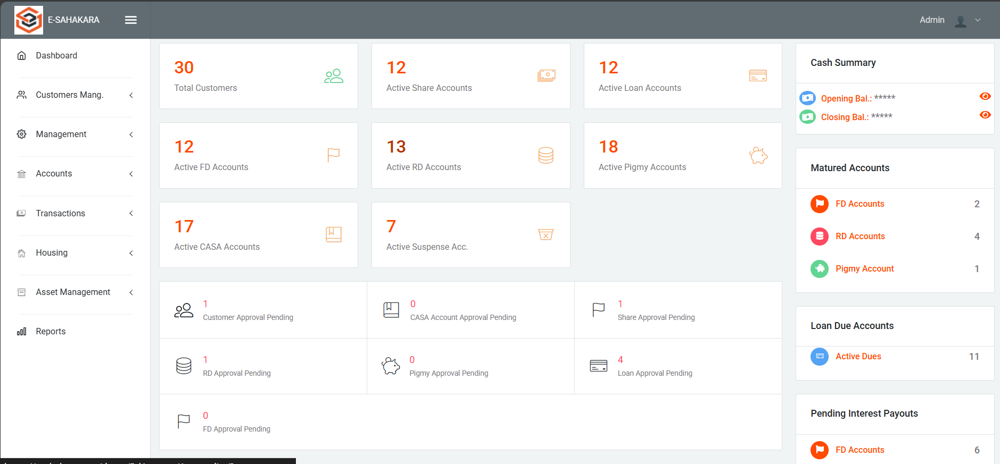 E-SAHAKARA
Admin
Dashboard
Customers Mang.
Management
Accounts
Transactions
Housing
Asset Management
Reports
30
Total Customers
12
Active Share Accounts
12
Active Loan Accounts
12
Active FD Accounts
13
Active RD Accounts
18
Active Pigmy Accounts
17
Active CASA Accounts
7
Active Suspense Acc.
1
Customer Approval Pending
0
CASA Account Approval Pending
1
Share Approval Pending
1
RD Approval Pending
0
Pigmy Approval Pending
4
Loan Approval Pending
0
FD Approval Pending
Cash Summary
Opening Bal.: *****
Closing Bal.: *****
Matured Accounts
FD Accounts 2
RD Accounts 4
Pigmy Account 1
Loan Due Accounts
Active Dues 11
Pending Interest Payouts
FD Accounts 6